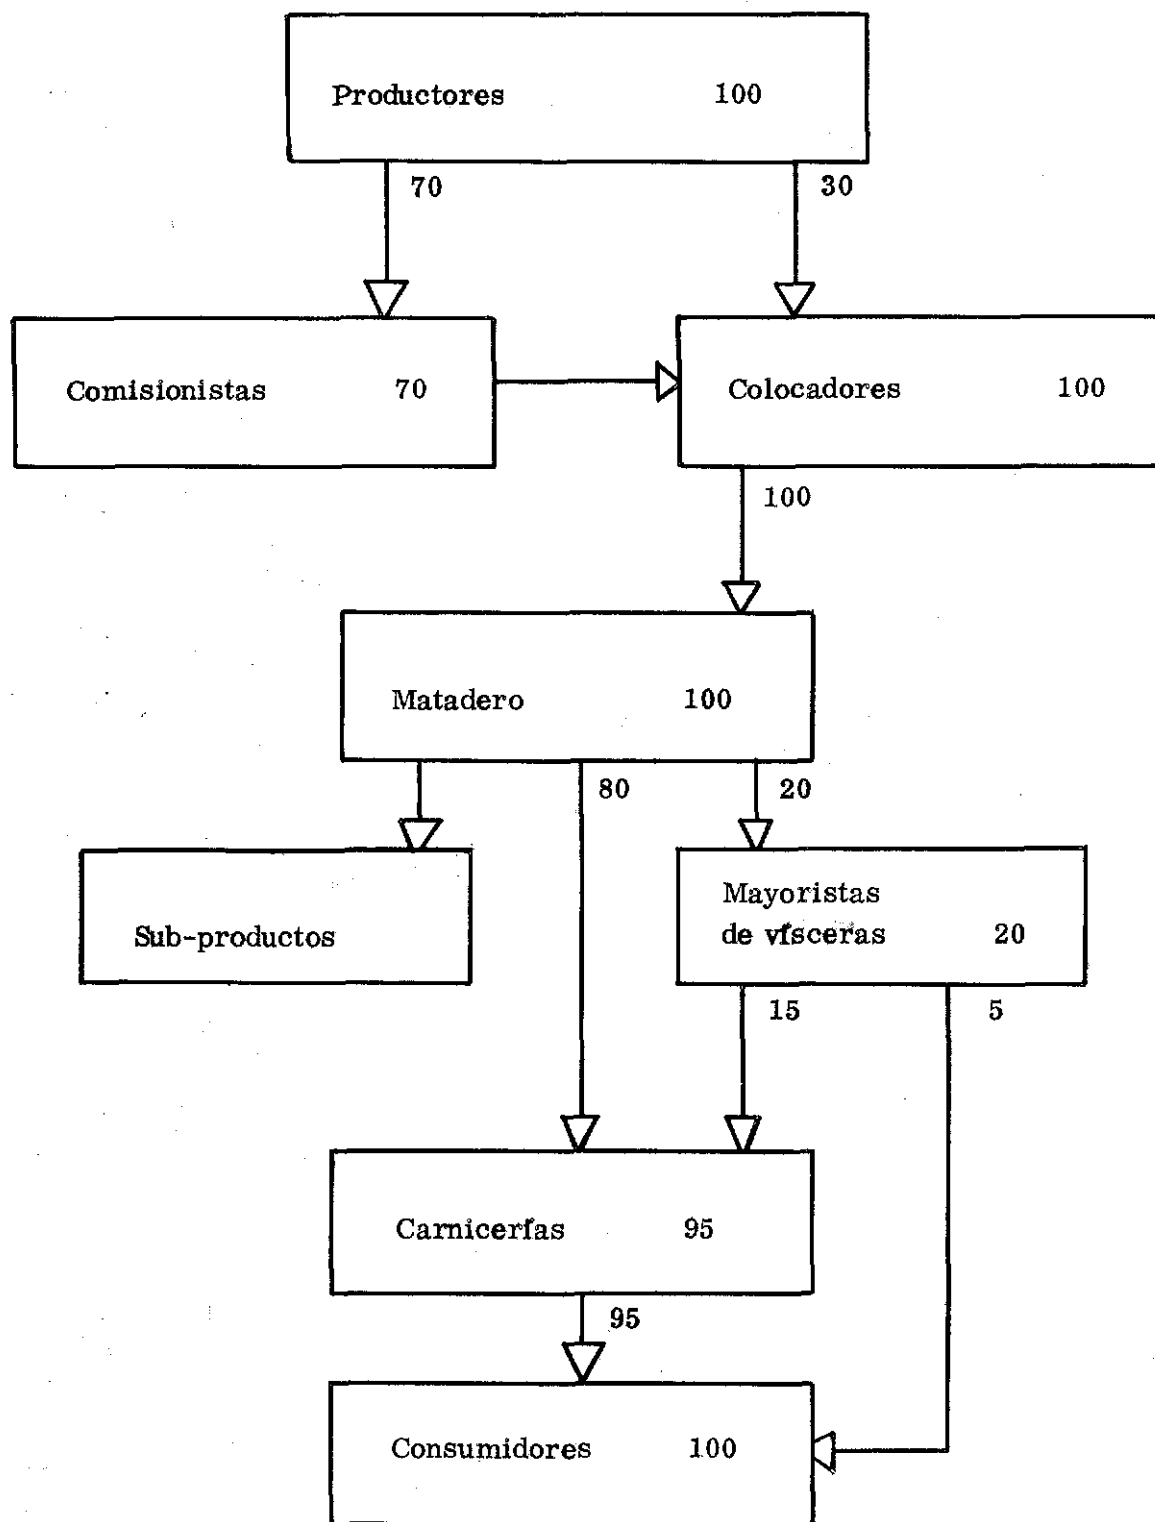 Productores 100
70 30
Comisionistas 70
Colocadores 100
100
Matadero 100
80 20
Sub-productos
Mayoristas
de vísceras 20
15 5
Carnicerías 95
95
Consumidores 100